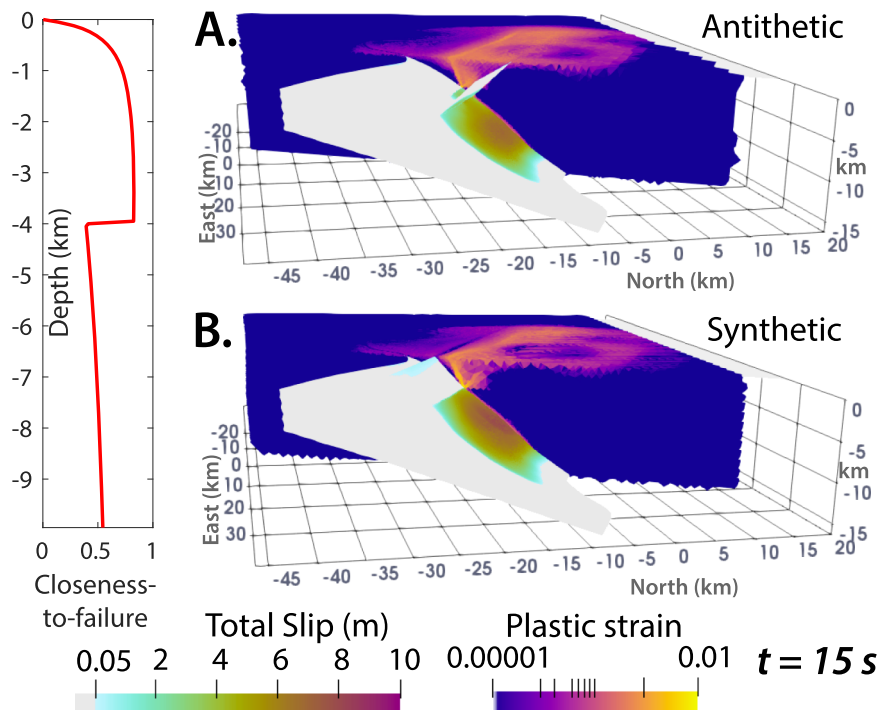 0
-1
-2
-3
-4
-5
-6
-7
-8
-9
Depth (km)
0 0.5 1
Closeness-
to-failure
A.
Antithetic
-20
-10
0
10
20
30
East (km)
-45 -40 -35 -30 -25 -20 -15 -10 -5 0 5 10 15 20
North (km)
0
-5
km
-10
-15
B.
Synthetic
-20
-10
0
10
20
30
East (km)
-45 -40 -35 -30 -25 -20 -15 -10 -5 0 5 10 15 20
North (km)
0
-5
km
-10
-15
Total Slip (m)
0.05 2 4 6 8 10
Plastic strain
0.00001 0.01
t = 15 s